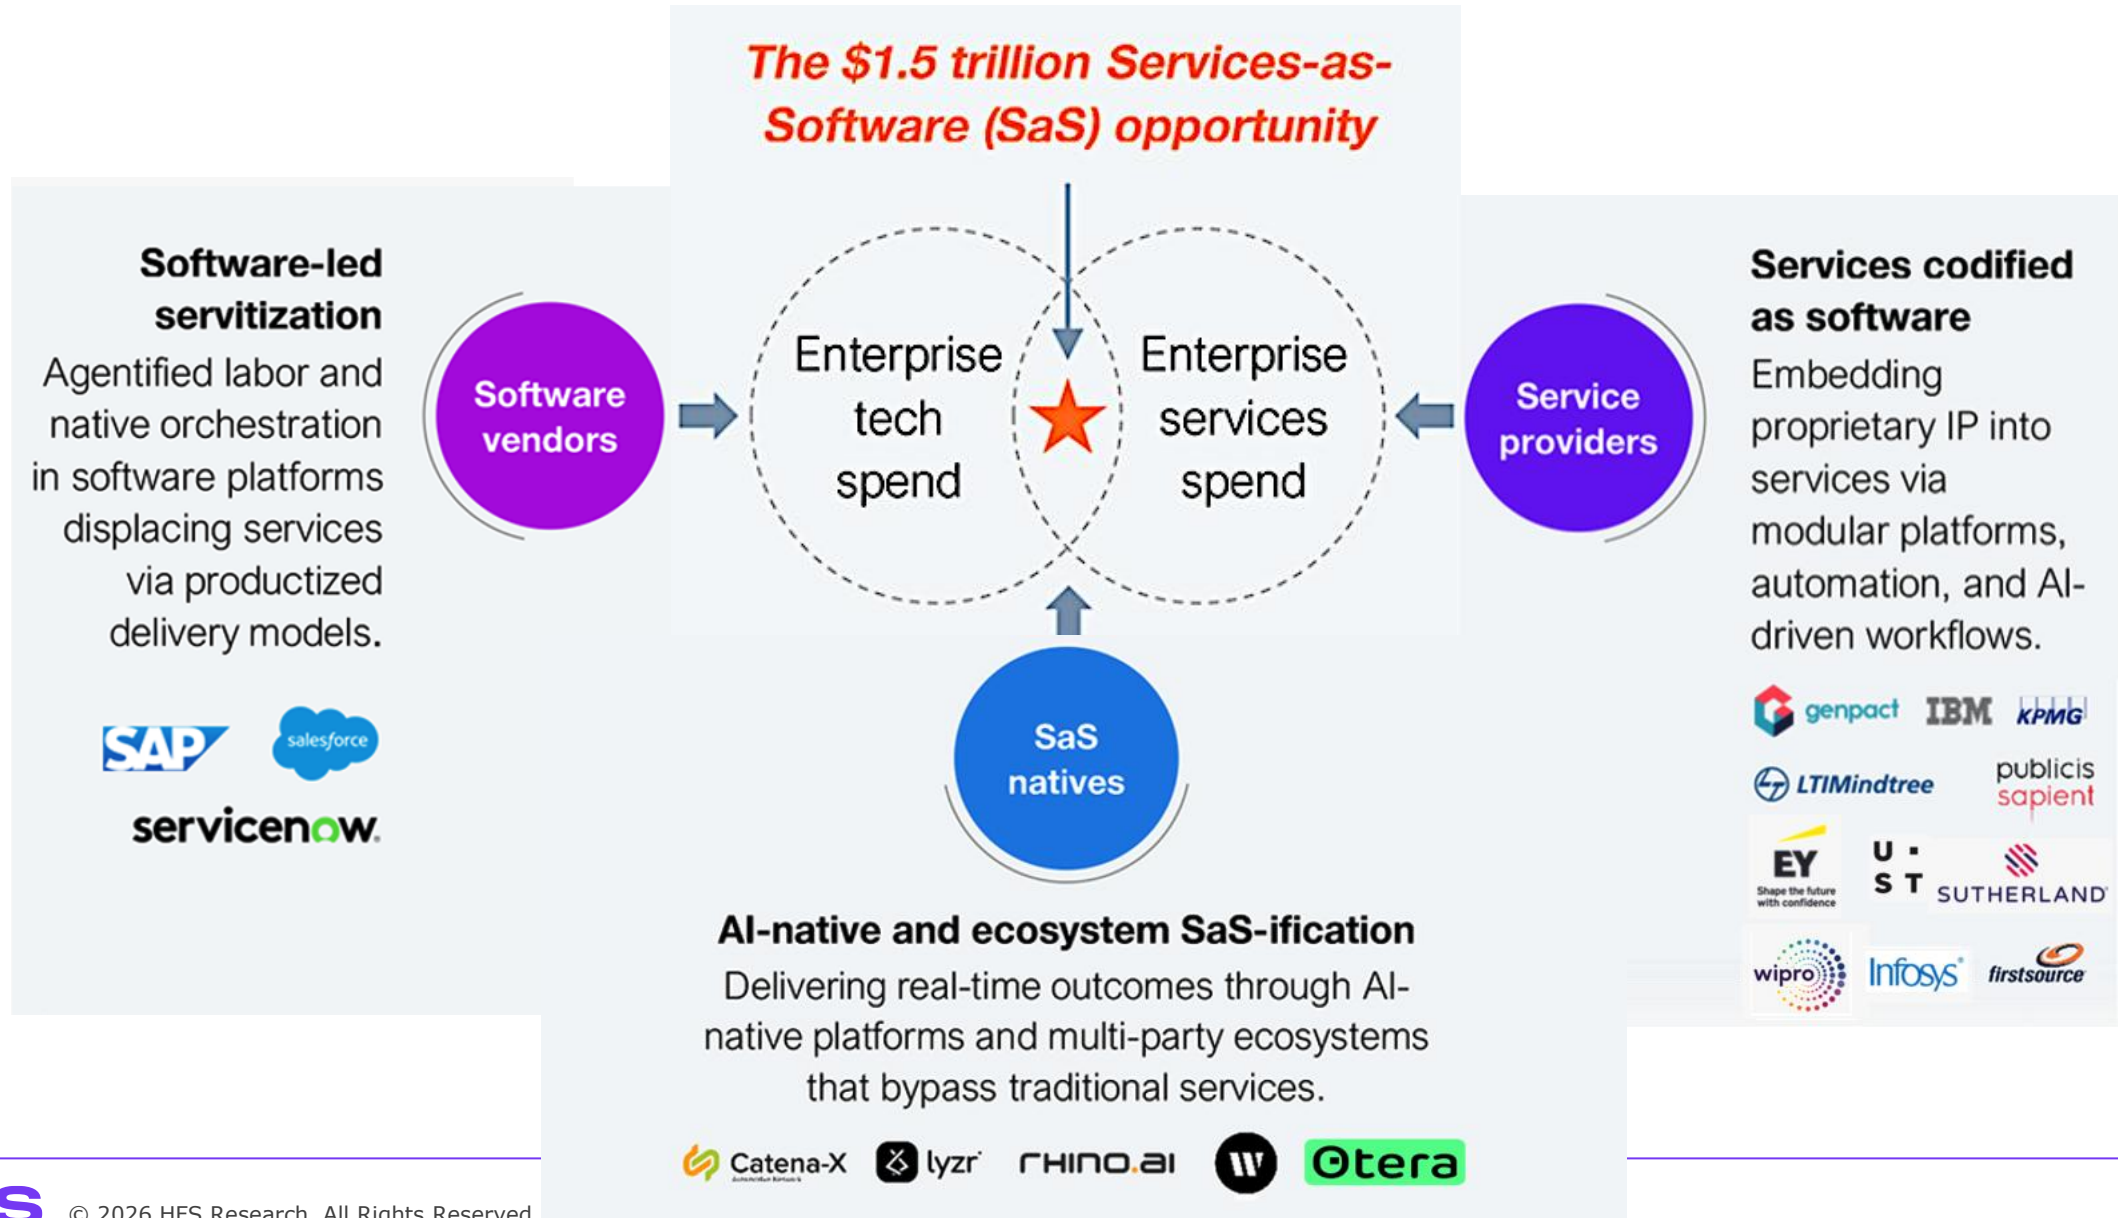 The $1.5 trillion Services-as-
Software (SaS) opportunity
Software-led
servitization
Agentified labor and
native orchestration
in software platforms
displacing services
via productized
delivery models.
SAP
salesforce
servicenow
Software
vendors
Enterprise
tech
spend
Enterprise
services
spend
Service
providers
Services codified
as software
Embedding
proprietary IP into
services via
modular platforms,
automation, and AI-
driven workflows.
genpact IBM KPMG
LTIMindtree
publicis
sapient
EY
Shape the future
with confidence
U·
ST
SUTHERLAND
wipro Infosys firstsource
SaS
natives
AI-native and ecosystem SaS-ification
Delivering real-time outcomes through AI-
native platforms and multi-party ecosystems
that bypass traditional services.
Catena-X
Automotive Network
lyzr
rhino.ai
W
Otera
S
© 2026 HFS Research. All Rights Reserved